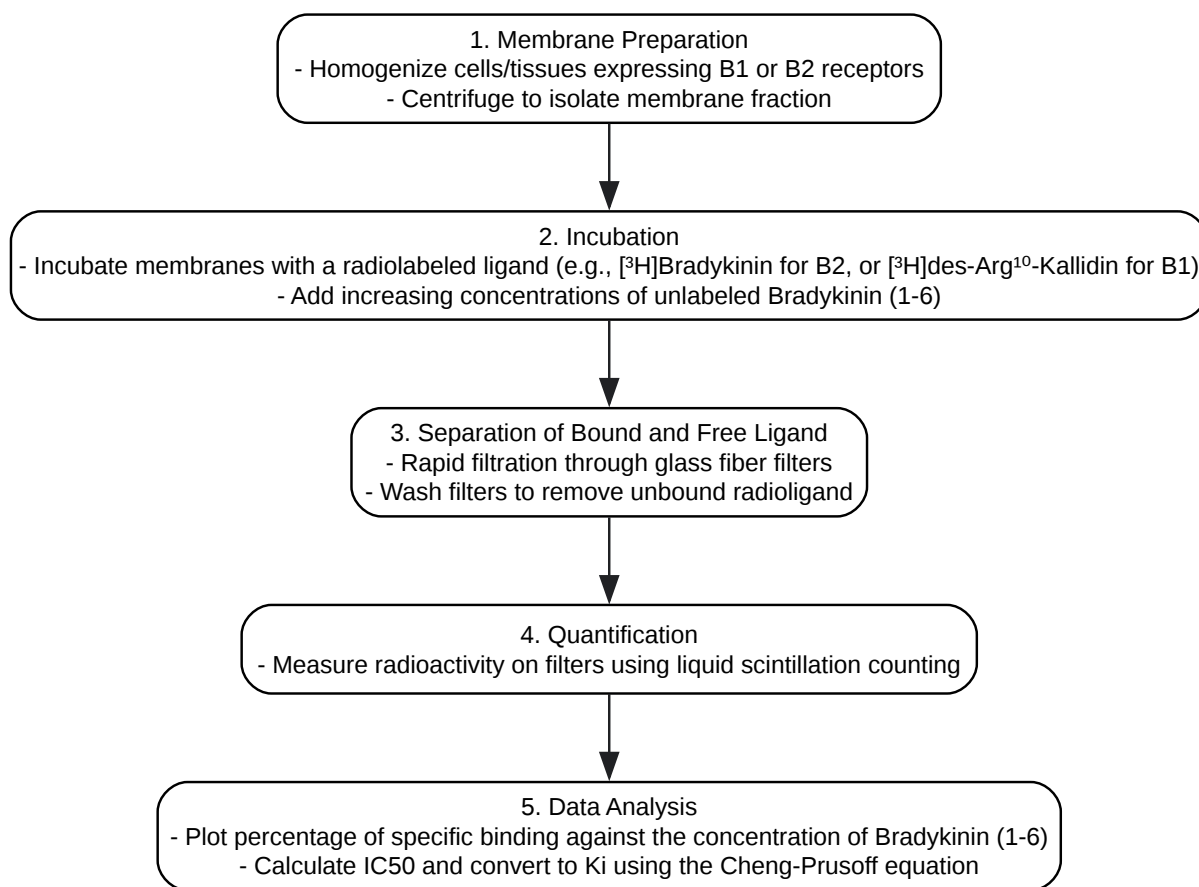 1. Membrane Preparation
- Homogenize cells/tissues expressing B1 or B2 receptors
- Centrifuge to isolate membrane fraction
2. Incubation
- Incubate membranes with a radiolabeled ligand (e.g., [³H]Bradykinin for B2, or [³H]des-Arg¹⁰-Kallidin for B1)
- Add increasing concentrations of unlabeled Bradykinin (1-6)
3. Separation of Bound and Free Ligand
- Rapid filtration through glass fiber filters
- Wash filters to remove unbound radioligand
4. Quantification
- Measure radioactivity on filters using liquid scintillation counting
5. Data Analysis
- Plot percentage of specific binding against the concentration of Bradykinin (1-6)
- Calculate IC50 and convert to Ki using the Cheng-Prusoff equation